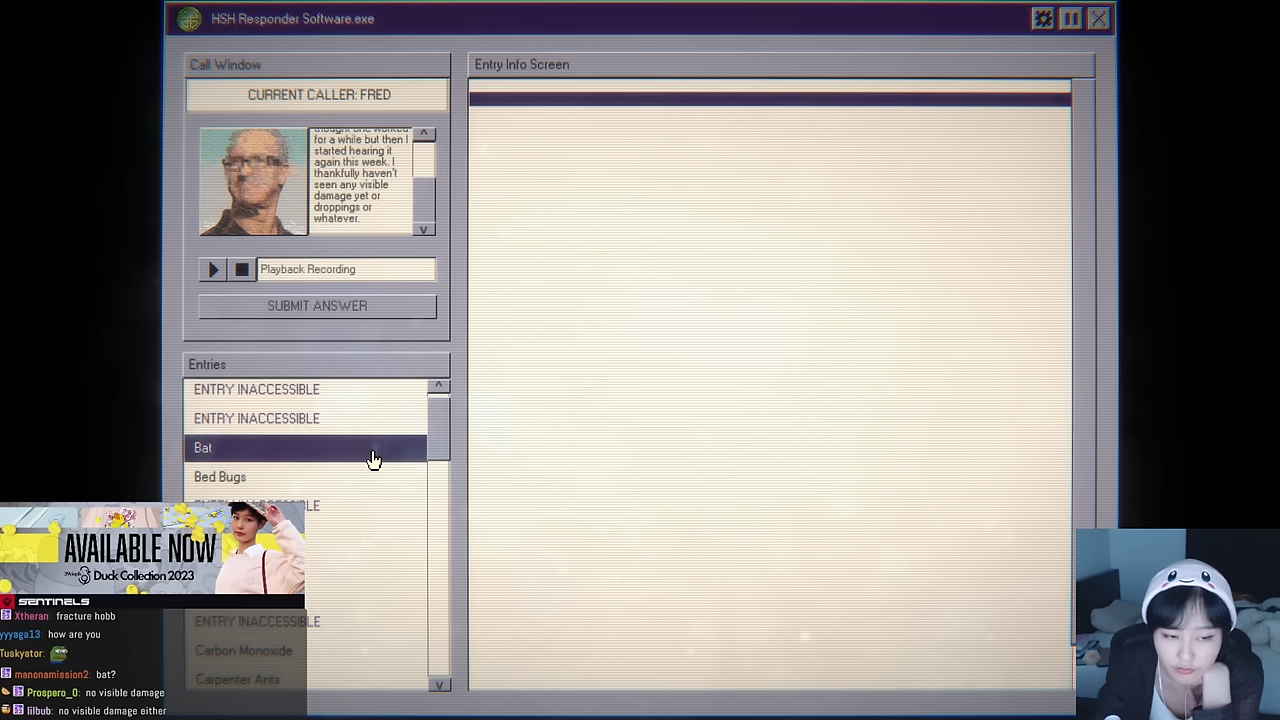 HSH Responder Software.exe
Call Window
CURRENT CALLER: FRED
thought one worked
for a while but then I
started hearing it
again this week. I
thankfully haven't
seen any visible
damage yet or
droppings or
whatever.
Playback Recording
SUBMIT ANSWER
Entries
ENTRY INACCESSIBLE
ENTRY INACCESSIBLE
Bat
Bed Bugs
ENTRY INACCESSIBLE
ENTRY INACCESSIBLE
Carbon Monoxide
Carpenter Ants
Entry Info Screen
AVAILABLE NOW
Duck Collection 2023
SENTINELS
Xtheran: fracture hobb
yyyaga13: how are you
Tuskyator:
manonamission2: bat?
Prospero_0: no visible damage
lilbub: no visible damage either